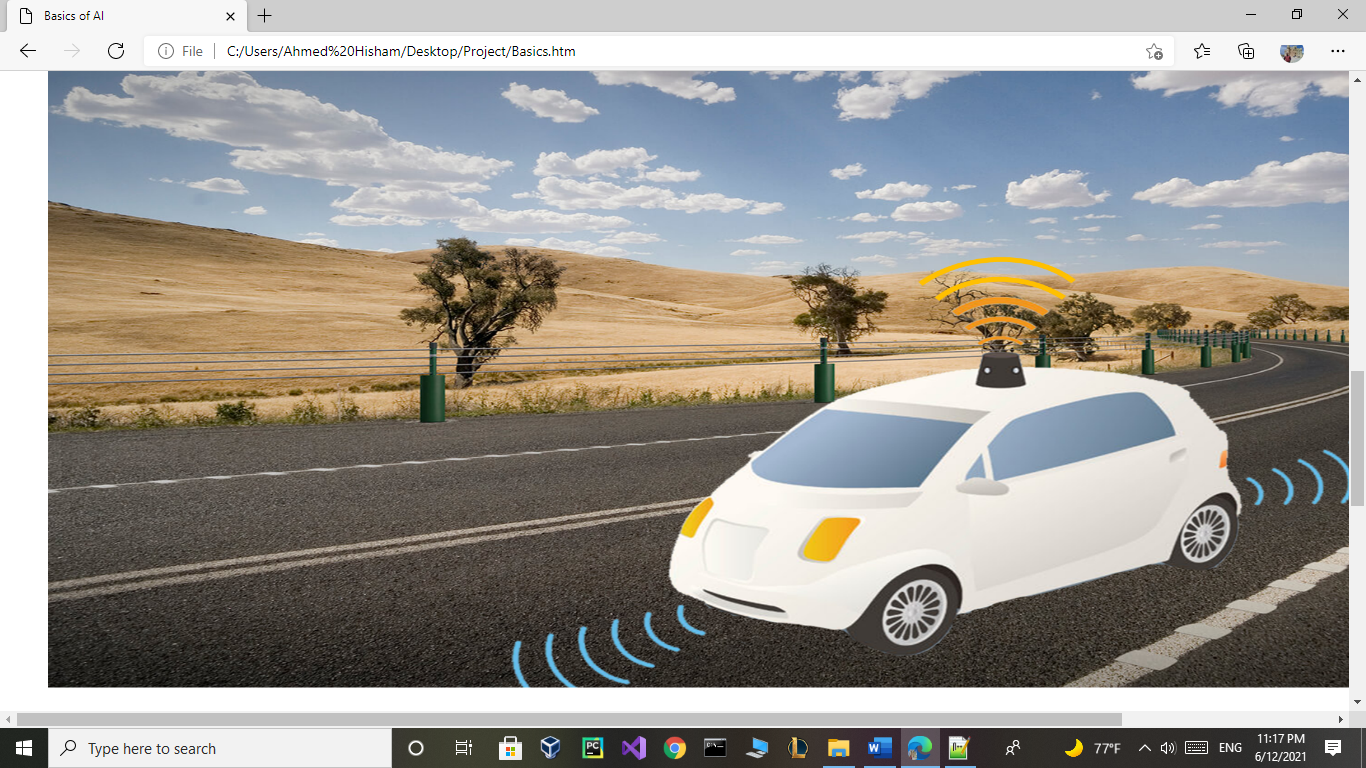 Basics of AI
File
C:/Users/Ahmed%20Hisham/Desktop/Project/Basics.htm
Type here to search
PC
77°F
ENG
11:17 PM
6/12/2021